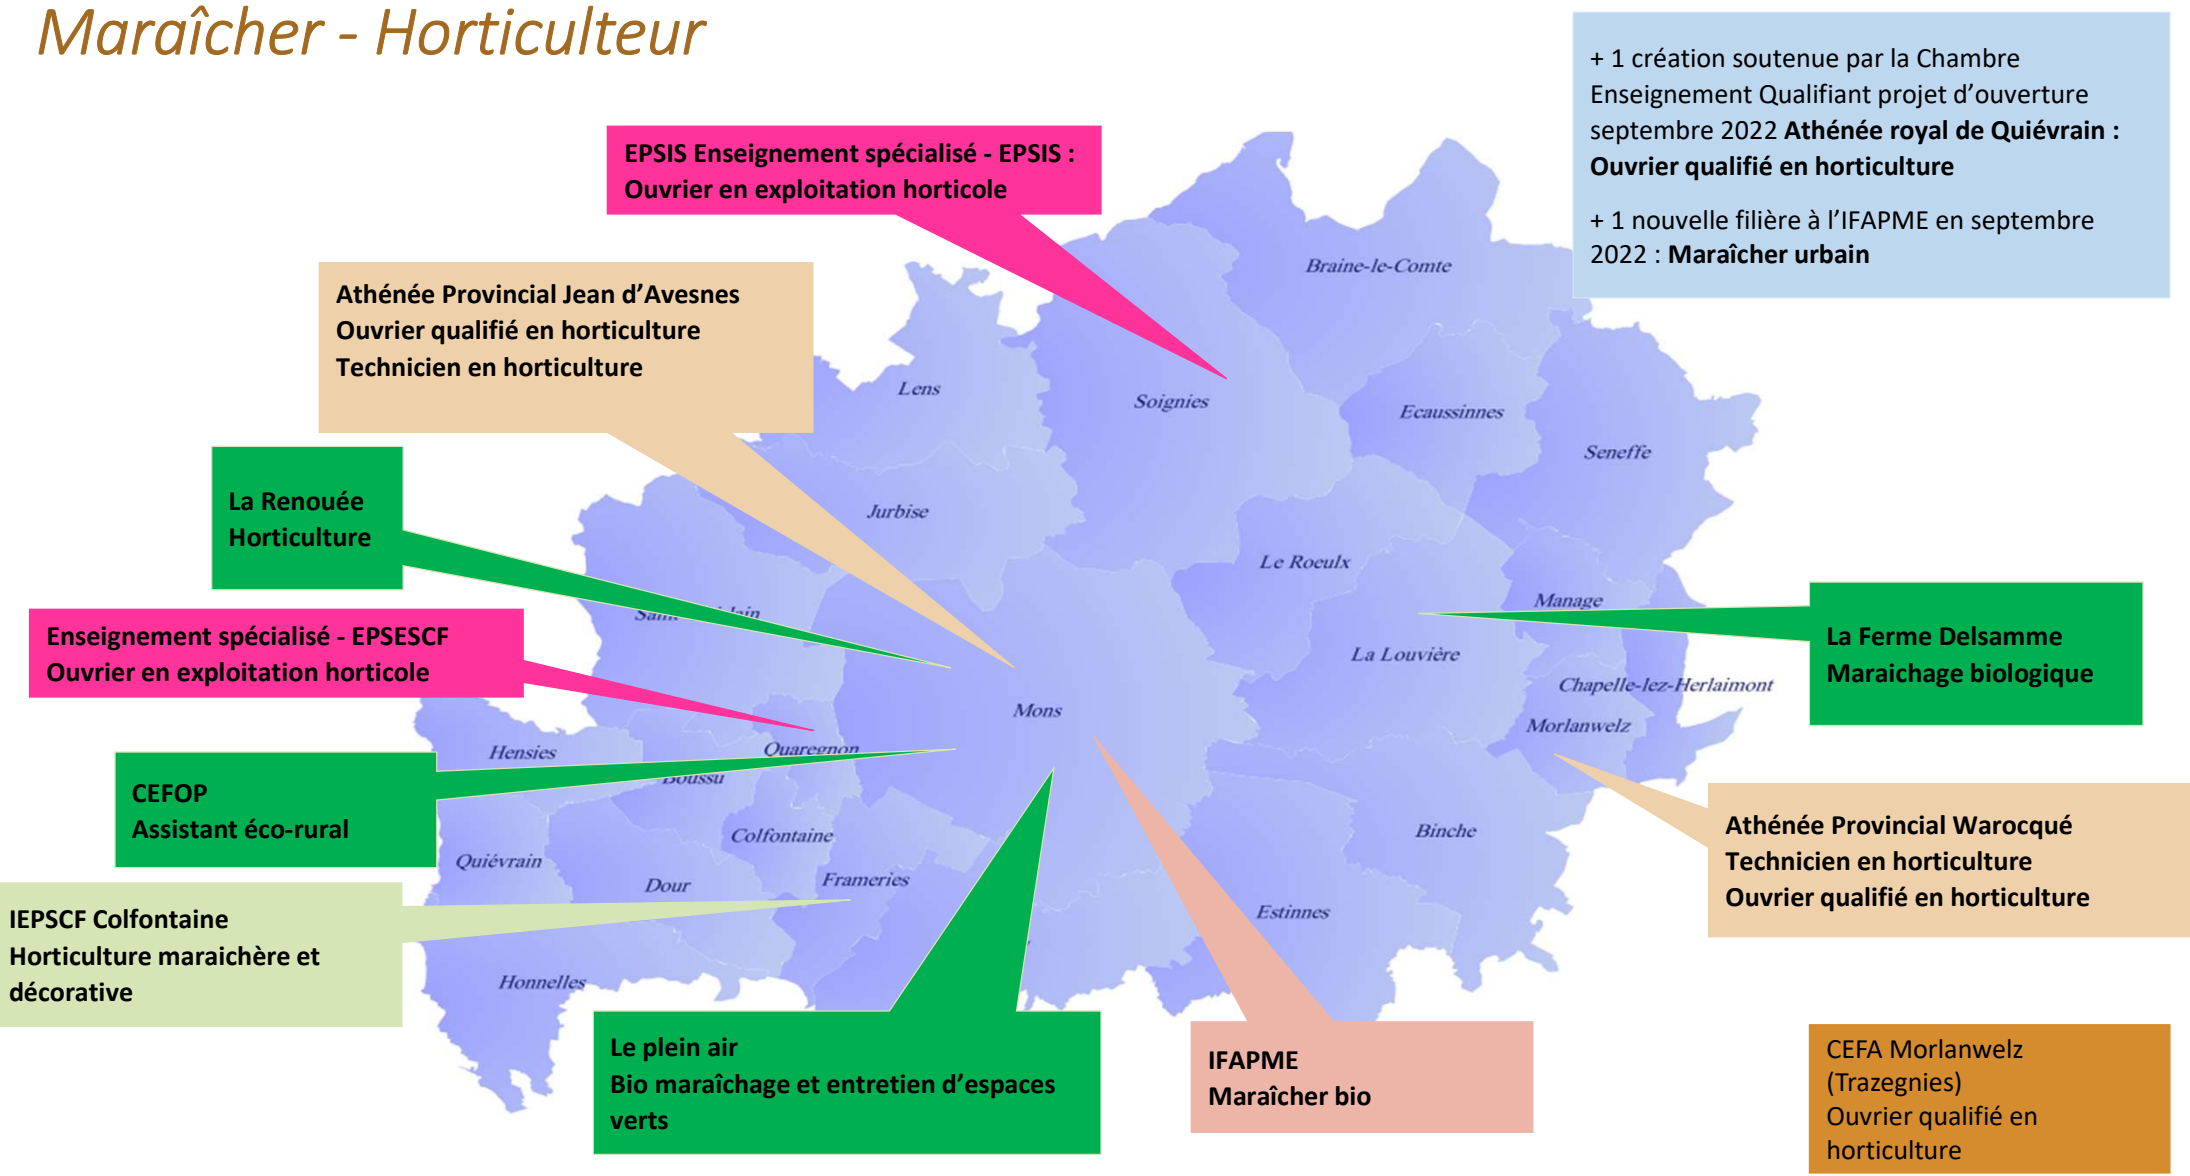 Maraîcher - Horticulteur
+ 1 création soutenue par la Chambre
Enseignement Qualifiant projet d'ouverture
septembre 2022 Athénée royal de Quiévrain :
Ouvrier qualifié en horticulture
+ 1 nouvelle filière à l'IFAPME en septembre
2022 : Maraîcher urbain
EPSIS Enseignement spécialisé - EPSIS :
Ouvrier en exploitation horticole
Athénée Provincial Jean d'Avesnes
Ouvrier qualifié en horticulture
Technicien en horticulture
La Renouée
Horticulture
Enseignement spécialisé - EPSESCF
Ouvrier en exploitation horticole
CEFOP
Assistant éco-rural
IEPSCF Colfontaine
Horticulture maraichère et
décorative
Le plein air
Bio maraîchage et entretien d'espaces
verts
IFAPME
Maraîcher bio
La Ferme Delsamme
Maraichage biologique
Athénée Provincial Warocqué
Technicien en horticulture
Ouvrier qualifié en horticulture
CEFA Morlanwelz
(Trazegnies)
Ouvrier qualifié en
horticulture
Braine-le-Comte
Lens
Soignies
Ecaussinnes
Seneffe
Jurbise
Le Roeulx
Manage
La Louvière
Chapelle-lez-Herlaimont
Mons
Morlanwelz
Hensies
Quaregnon
Boussu
Colfontaine
Binche
Quiévrain
Dour
Frameries
Estinnes
Honnelles